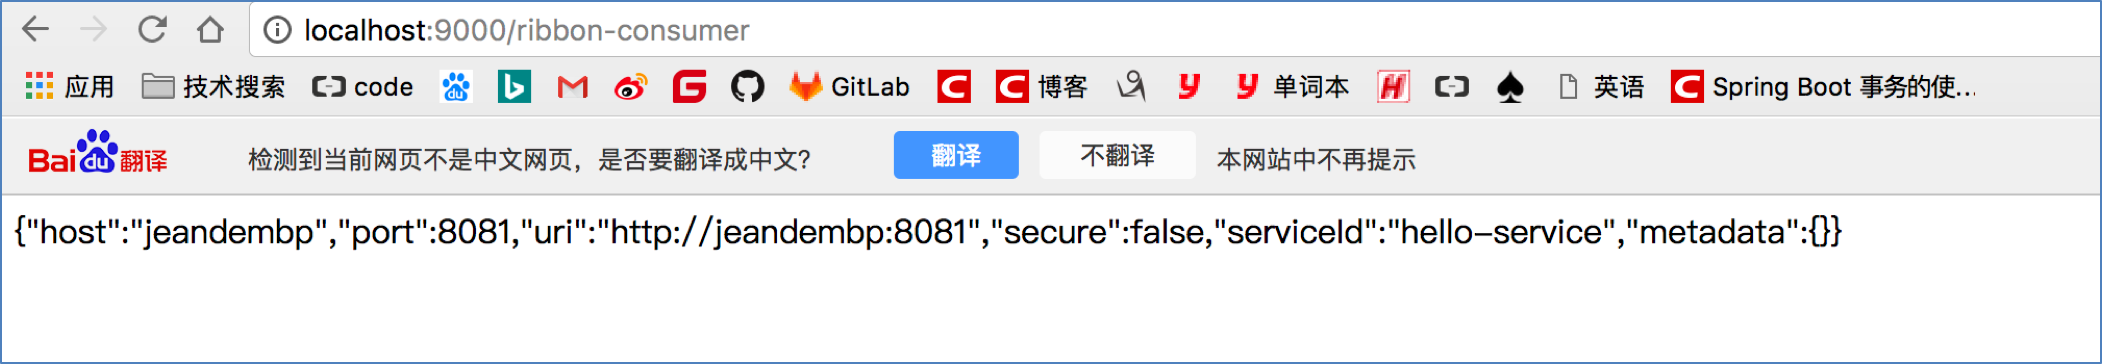 localhost:9000/ribbon-consumer
应用 技术搜索 code GitLab 博客 单词本 英语 Spring Boot 事务的使...
Bai du 翻译 检测到当前网页不是中文网页，是否要翻译成中文? 翻译 不翻译 本网站中不再提示
{"host":"jeandembp","port":8081,"uri":"http://jeandembp:8081","secure":false,"serviceId":"hello-service","metadata":{}}